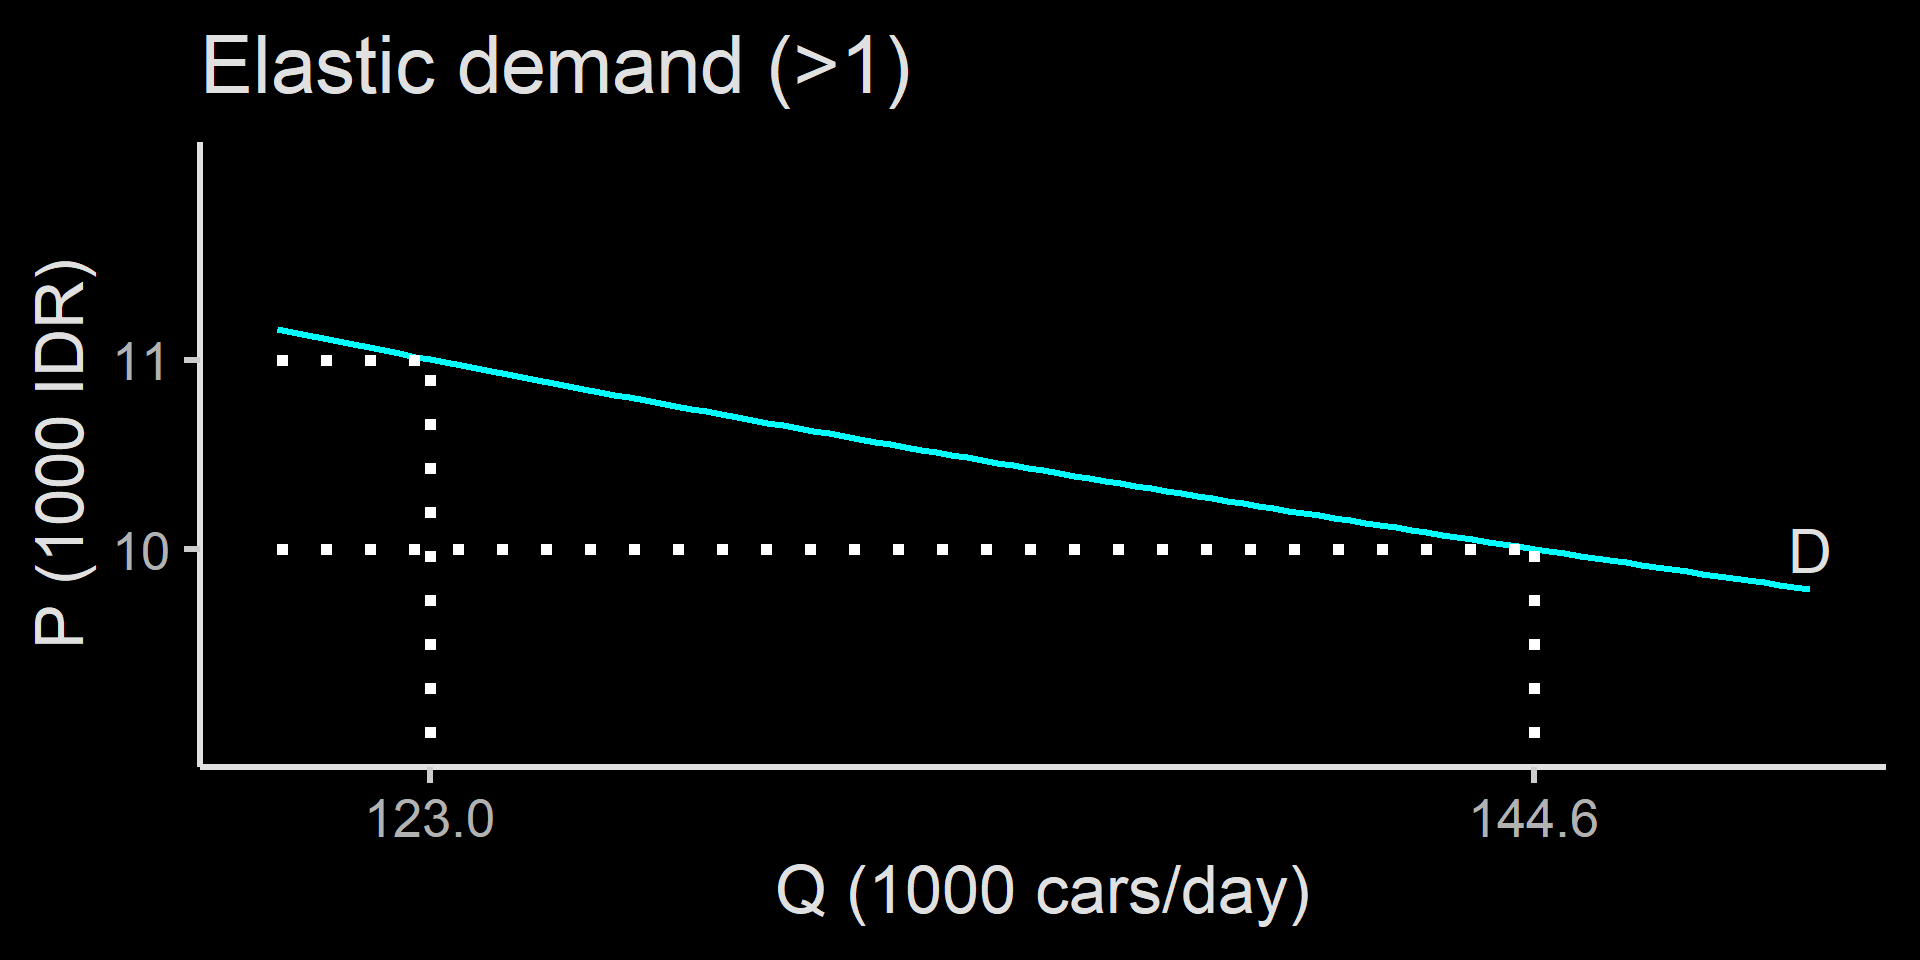 Elastic demand (>1)
P (1000 IDR)
11
10
D
123.0
144.6
Q (1000 cars/day)